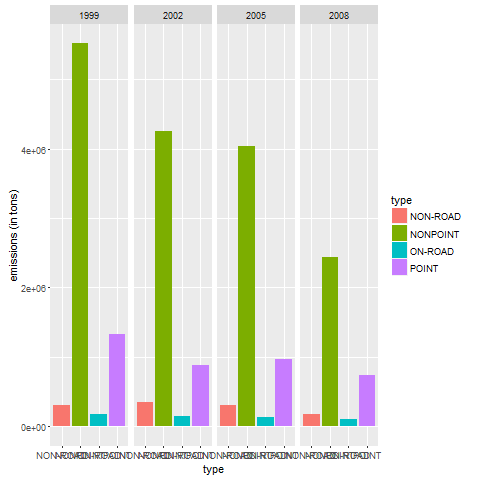 1999 2002 2005 2008
emissions (in tons)
4e+06
2e+06
0e+00
type
type
NON-ROAD
NONPOINT
ON-ROAD
POINT